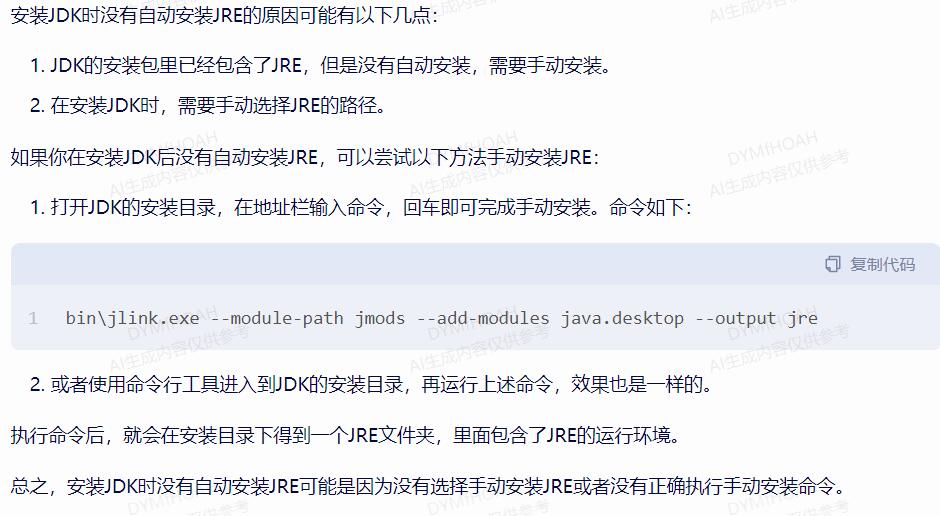 安装JDK时没有自动安装JRE的原因可能有以下几点：
1. JDK的安装包里已经包含了JRE，但是没有自动安装，需要手动安装。
2. 在安装JDK时，需要手动选择JRE的路径。
如果你在安装JDK后没有自动安装JRE，可以尝试以下方法手动安装JRE：
1. 打开JDK的安装目录，在地址栏输入命令，回车即可完成手动安装。命令如下：
复制代码
1 bin\jlink.exe --module-path jmods --add-modules java.desktop --output jre
2. 或者使用命令行工具进入到JDK的安装目录，再运行上述命令，效果也是一样的。
执行命令后，就会在安装目录下得到一个JRE文件夹，里面包含了JRE的运行环境。
总之，安装JDK时没有自动安装JRE可能是因为没有选择手动安装JRE或者没有正确执行手动安装命令。
DYMfHOAH
AI生成内容仅供参考